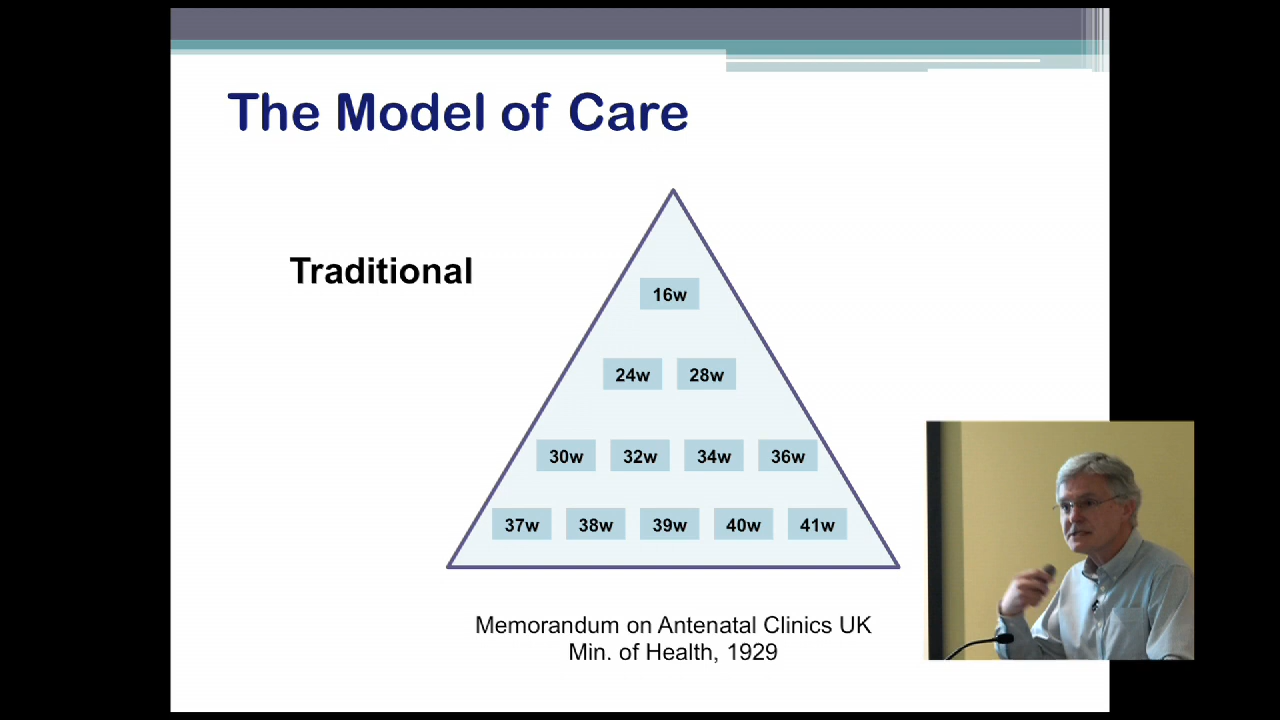 The Model of Care
Traditional
16w
24w 28w
30w 32w 34w 36w
37w 38w 39w 40w 41w
Memorandum on Antenatal Clinics UK
Min. of Health, 1929